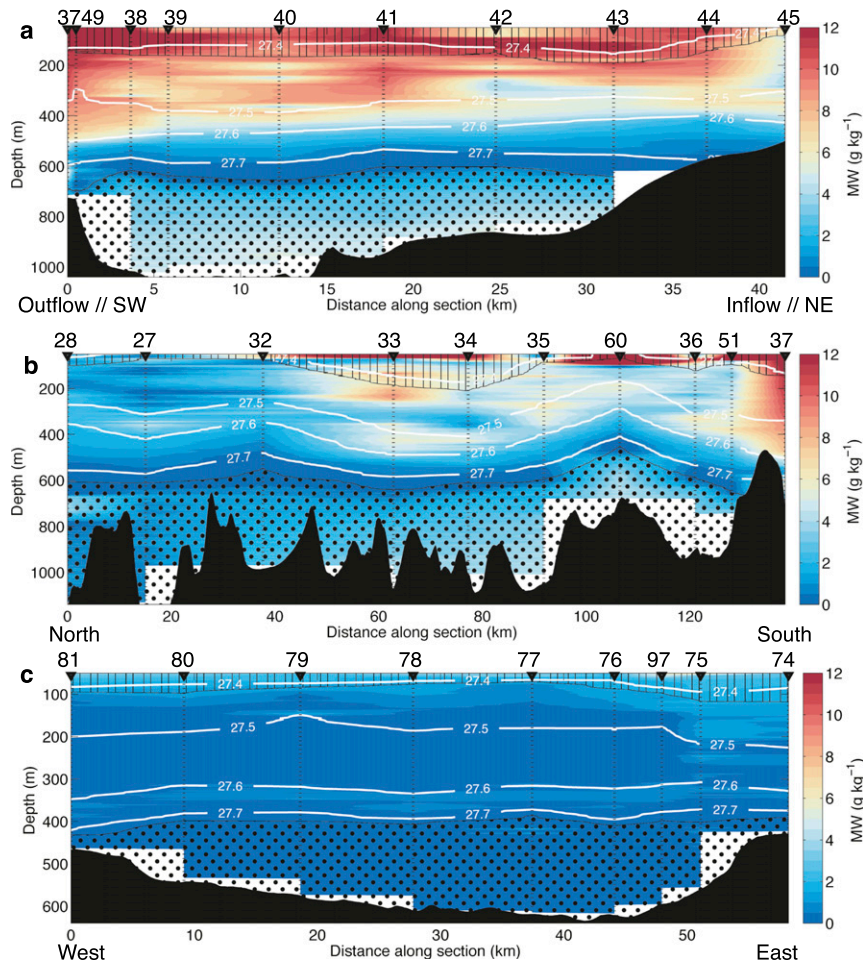 a
3749 38 39 40 41 42 43 44 45
27.4 27.4 27.4
27.5 27.5 27.5
27.6 27.6 27.6
27.7 27.7 27.7
200
400
600
800
1000
Depth (m)
0 5 10 15 20 25 30 35 40
Outflow // SW Distance along section (km) Inflow // NE
12
10
8
6
4
2
0
MW (g kg⁻¹)
b
28 27 32 33 34 35 60 36 51 37
27.4
27.5 27.5 27.5
27.6 27.6 27.6
27.7 27.7 27.7
200
400
600
800
1000
Depth (m)
0 20 40 60 80 100 120
North Distance along section (km) South
12
10
8
6
4
2
0
MW (g kg⁻¹)
c
81 80 79 78 77 76 97 75 74
27.4 27.4 27.4
27.5 27.5 27.5
27.6 27.6 27.6
27.7 27.7 27.7
100
200
300
400
500
600
Depth (m)
0 10 20 30 40 50
West Distance along section (km) East
12
10
8
6
4
2
0
MW (g kg⁻¹)